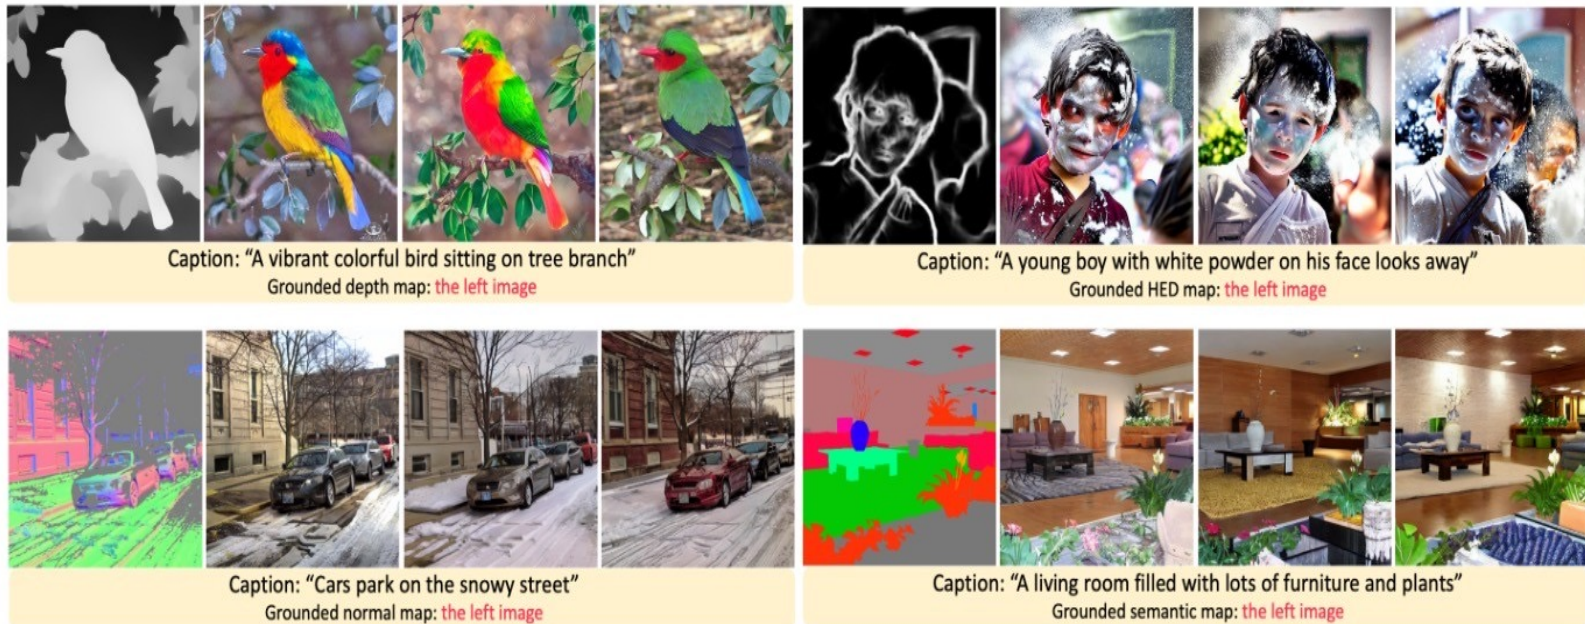 Caption: “A vibrant colorful bird sitting on tree branch”
Grounded depth map: the left image
Caption: “A young boy with white powder on his face looks away”
Grounded HED map: the left image
Caption: “Cars park on the snowy street”
Grounded normal map: the left image
Caption: “A living room filled with lots of furniture and plants”
Grounded semantic map: the left image